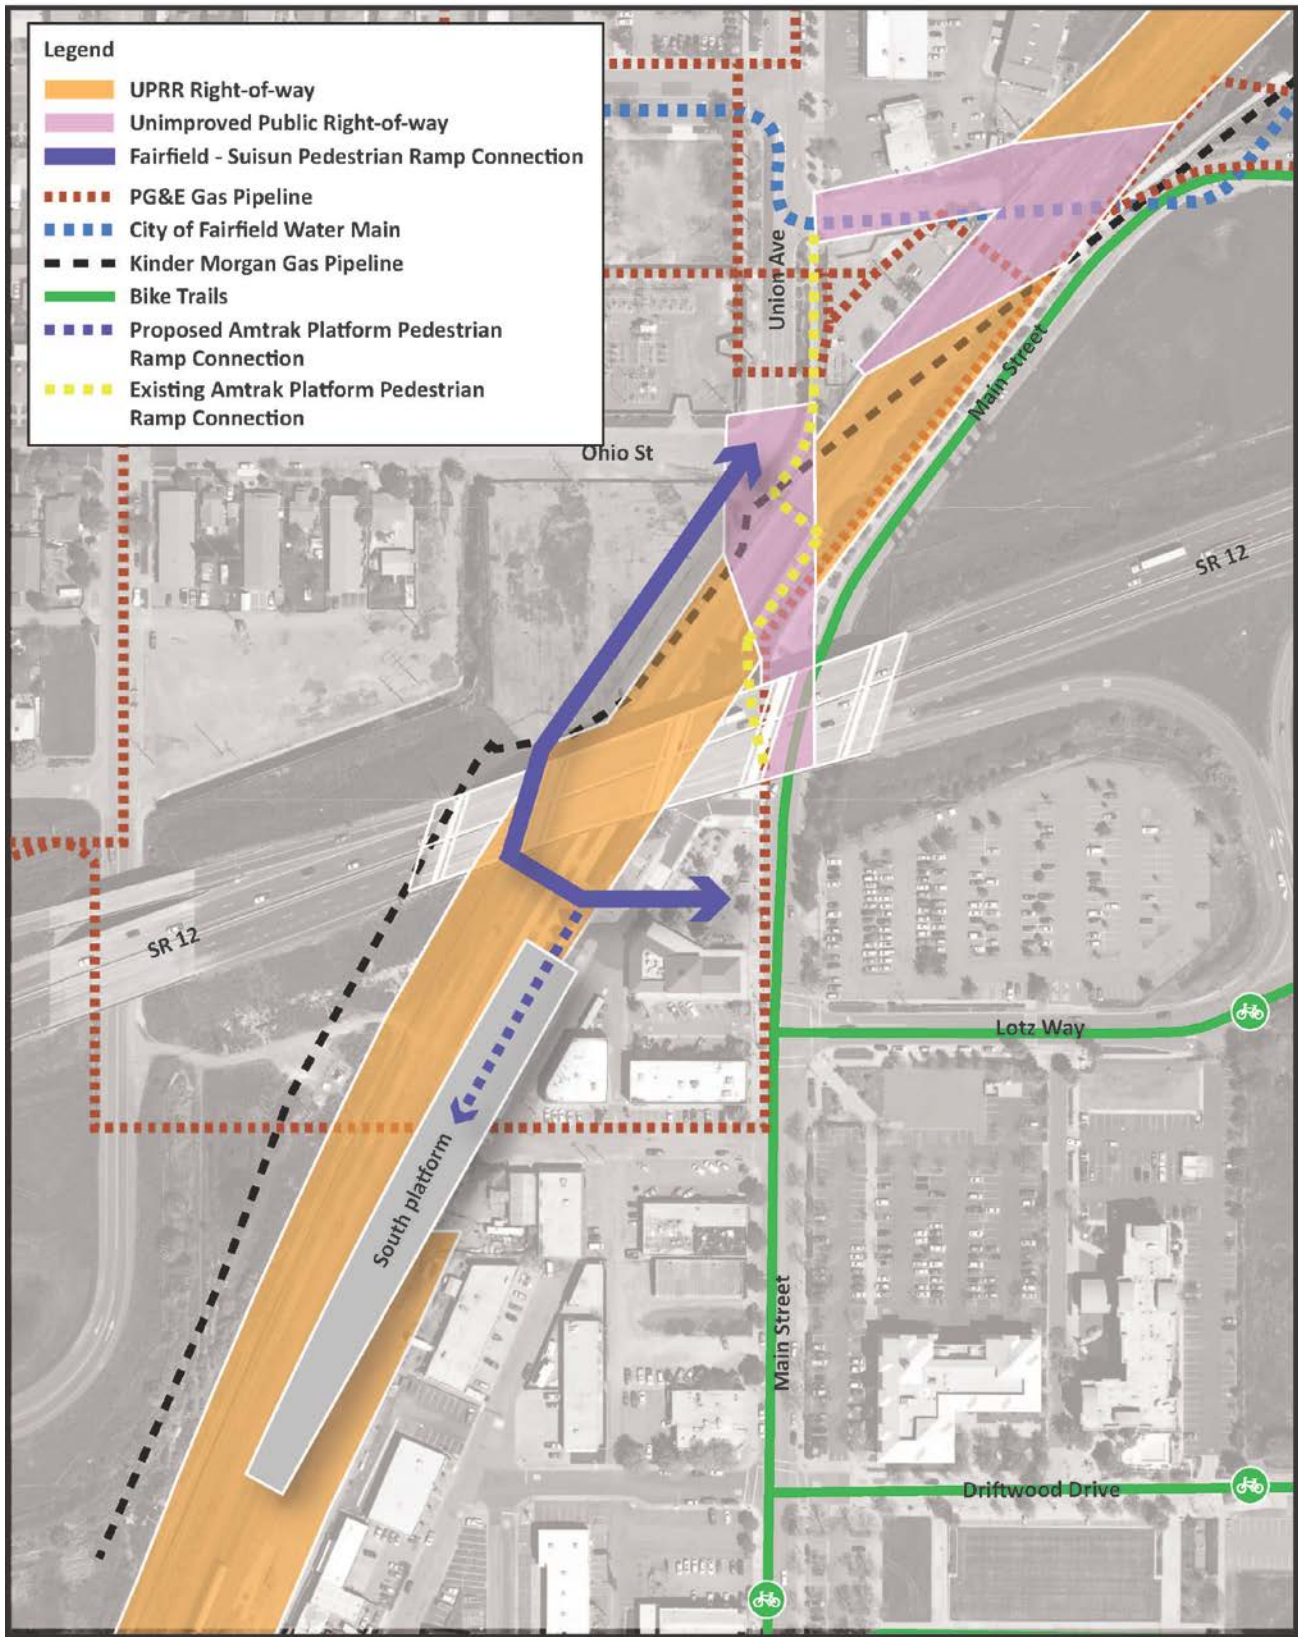 Legend
UPRR Right-of-way
Unimproved Public Right-of-way
Fairfield - Suisun Pedestrian Ramp Connection
PG&E Gas Pipeline
City of Fairfield Water Main
Kinder Morgan Gas Pipeline
Bike Trails
Proposed Amtrak Platform Pedestrian
Ramp Connection
Existing Amtrak Platform Pedestrian
Ramp Connection
Union Ave
Main Street
Ohio St
SR 12
SR 12
Lotz Way
South platform
Main Street
Driftwood Drive